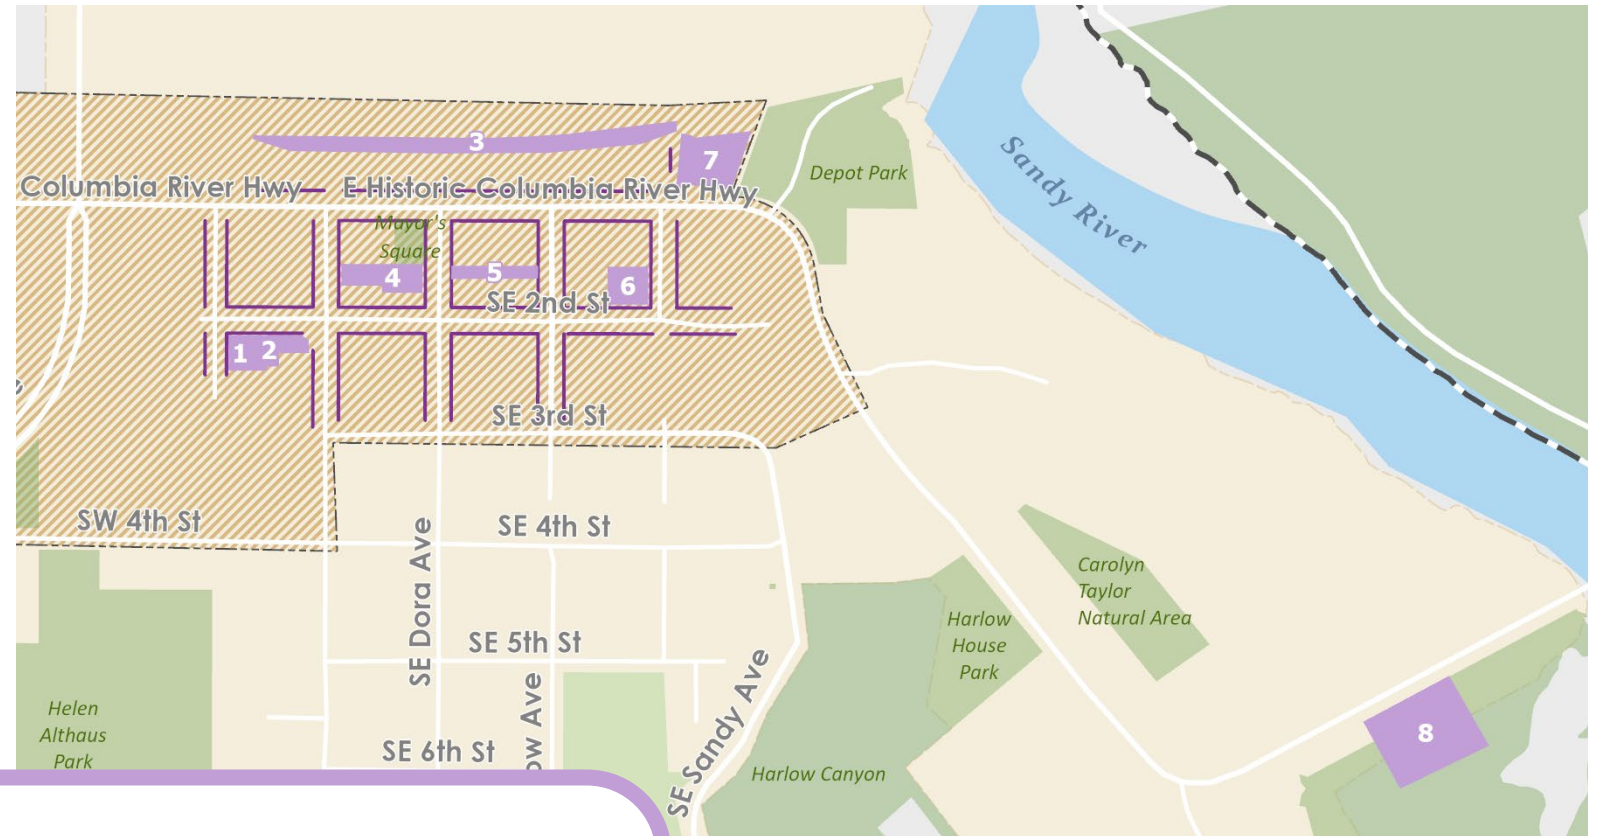 3
7
Columbia River Hwy
E Historic Columbia River Hwy
Depot Park
Sandy River
Mayor's
Square
4
5
6
SE 2nd St
1
2
SE 3rd St
SW 4th St
SE 4th St
SE Dora Ave
Carolyn
Taylor
Natural Area
Harlow
House
Park
SE 5th St
SE Sandy Ave
ow Ave
Helen
Althaus
Park
8
SE 6th St
Harlow Canyon